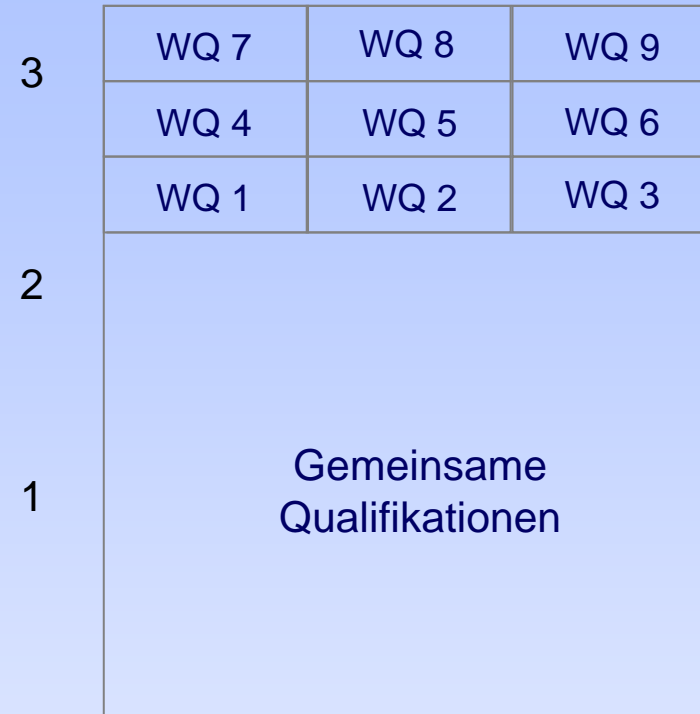 3
WQ 7 WQ 8 WQ 9
WQ 4 WQ 5 WQ 6
WQ 1 WQ 2 WQ 3
2
1
Gemeinsame
Qualifikationen